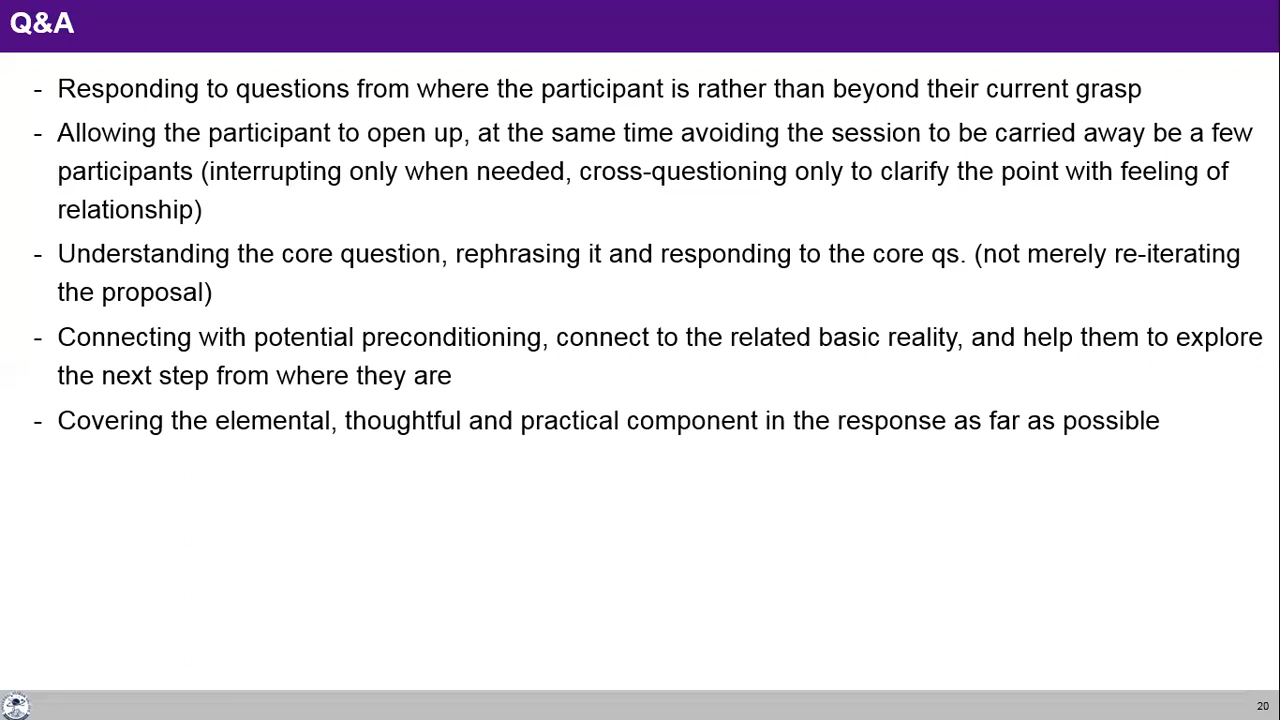 Q&A
- Responding to questions from where the participant is rather than beyond their current grasp
- Allowing the participant to open up, at the same time avoiding the session to be carried away be a few
participants (interrupting only when needed, cross-questioning only to clarify the point with feeling of
relationship)
- Understanding the core question, rephrasing it and responding to the core qs. (not merely re-iterating
the proposal)
- Connecting with potential preconditioning, connect to the related basic reality, and help them to explore
the next step from where they are
- Covering the elemental, thoughtful and practical component in the response as far as possible
20